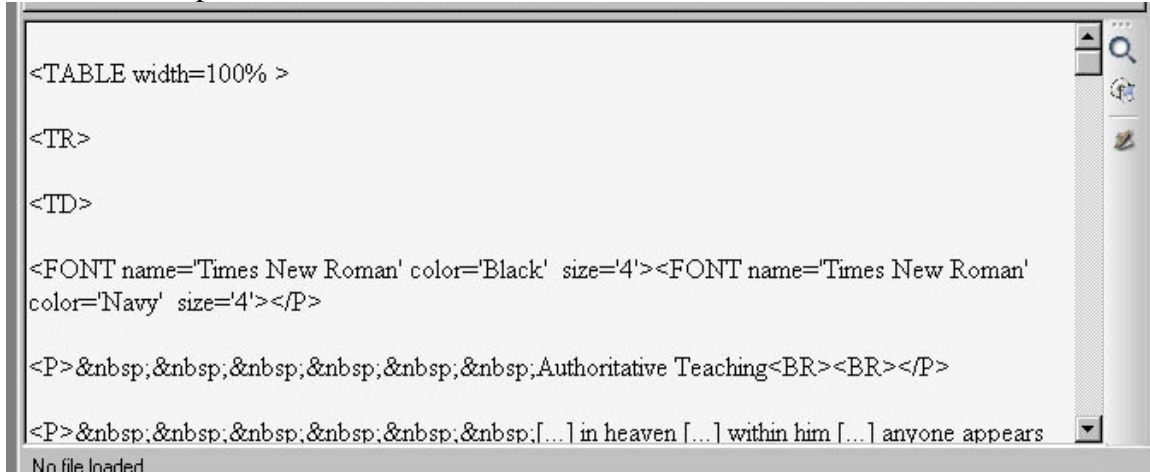 <TABLE width=100% >
<TR>
<TD>
<FONT name='Times New Roman' color='Black'  size='4'><FONT name='Times New Roman'
color='Navy'  size='4'></P>
<P>&nbsp;&nbsp;&nbsp;&nbsp;&nbsp;&nbsp;Authoritative Teaching<BR><BR></P>
<P>&nbsp;&nbsp;&nbsp;&nbsp;&nbsp;&nbsp;[...] in heaven [...] within him [...] anyone appears
No file loaded